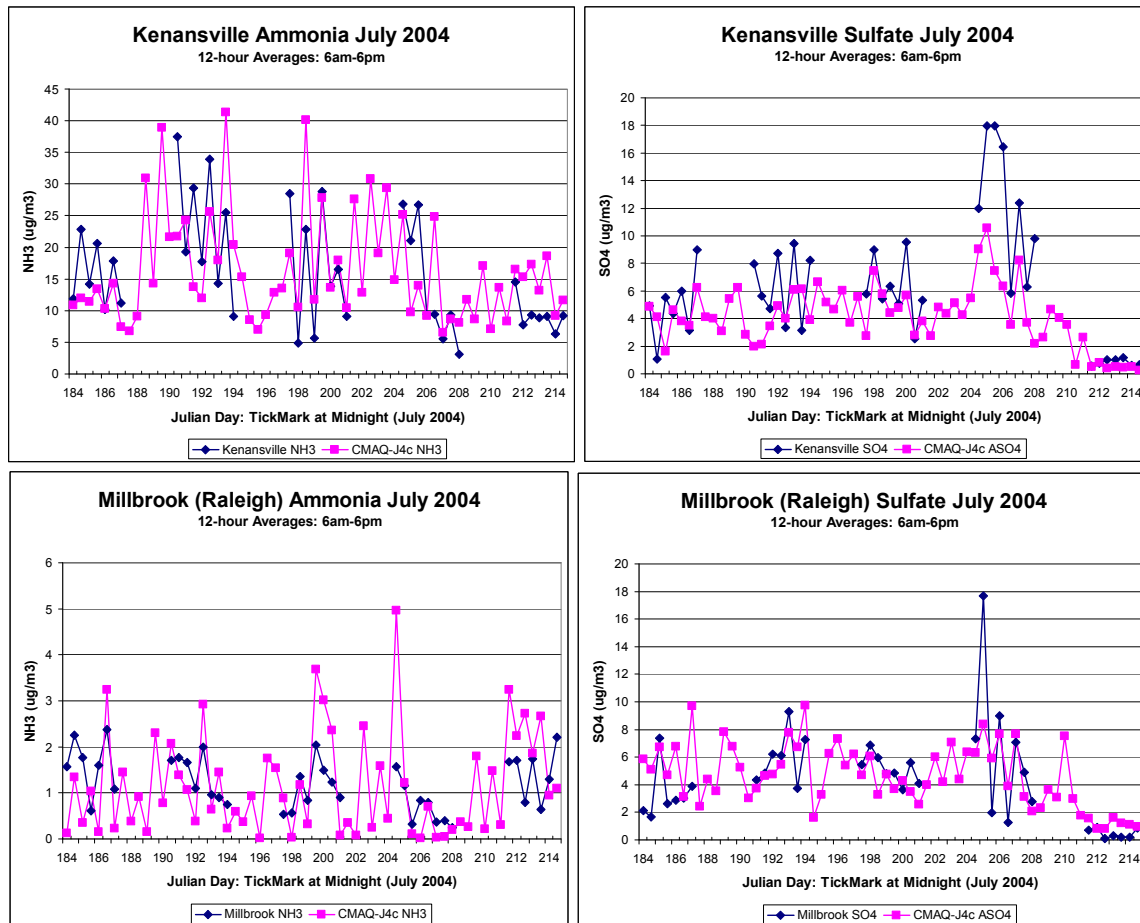 Kenansville Ammonia July 2004
12-hour Averages: 6am-6pm
NH3 (ug/m3)
45
40
35
30
25
20
15
10
5
0
184 186 188 190 192 194 196 198 200 202 204 206 208 210 212 214
Julian Day: TickMark at Midnight (July 2004)
Kenansville NH3 CMAQ-J4c NH3
Kenansville Sulfate July 2004
12-hour Averages: 6am-6pm
SO4 (ug/m3)
20
18
16
14
12
10
8
6
4
2
0
184 186 188 190 192 194 196 198 200 202 204 206 208 210 212 214
Julian Day: TickMark at Midnight (July 2004)
Kenansville SO4 CMAQ-J4c ASO4
Millbrook (Raleigh) Ammonia July 2004
12-hour Averages: 6am-6pm
NH3 (ug/m3)
6
5
4
3
2
1
0
184 186 188 190 192 194 196 198 200 202 204 206 208 210 212 214
Julian Day: TickMark at Midnight (July 2004)
Millbrook NH3 CMAQ-J4c NH3
Millbrook (Raleigh) Sulfate July 2004
12-hour Averages: 6am-6pm
SO4 (ug/m3)
20
18
16
14
12
10
8
6
4
2
0
184 186 188 190 192 194 196 198 200 202 204 206 208 210 212 214
Julian Day: TickMark at Midnight (July 2004)
Millbrook SO4 CMAQ-J4c ASO4